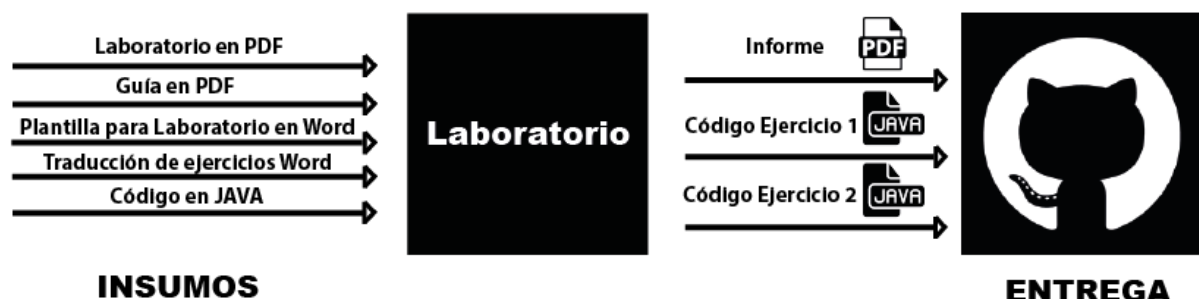 Laboratorio en PDF
Guía en PDF
Plantilla para Laboratorio en Word
Traducción de ejercicios Word
Código en JAVA
INSUMOS
Laboratorio
Informe
PDF
Código Ejercicio 1
JAVA
Código Ejercicio 2
JAVA
ENTREGA